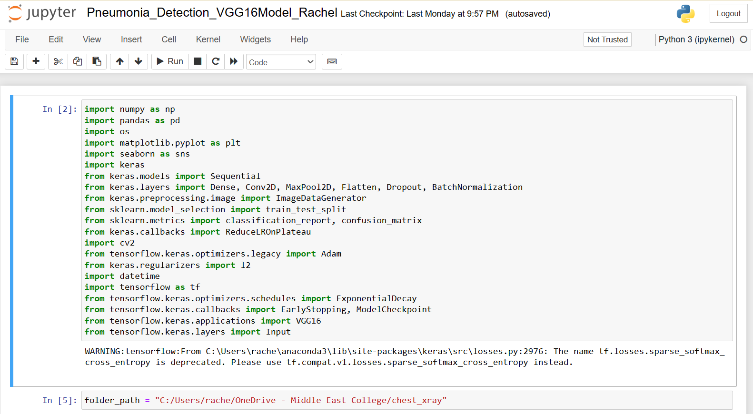 jupyter Pneumonia_Detection_VGG16Model_Rachel Last Checkpoint: Last Monday at 9:57 PM (autosaved)
Logout
File Edit View Insert Cell Kernel Widgets Help
Not Trusted
Python 3 (ipykernel)
Run
Code
In [2]: import numpy as np
import pandas as pd
import os
import matplotlib.pyplot as plt
import seaborn as sns
import keras
from keras.models import Sequential
from keras.layers import Dense, Conv2D, MaxPool2D, Flatten, Dropout, BatchNormalization
from keras.preprocessing.image import ImageDataGenerator
from sklearn.model_selection import train_test_split
from sklearn.metrics import classification_report, confusion_matrix
from keras.callbacks import ReduceLROnPlateau
import cv2
from tensorflow.keras.optimizers.legacy import Adam
from keras.regularizers import l2
import datetime
import tensorflow as tf
from tensorflow.keras.optimizers.schedules import ExponentialDecay
from tensorflow.keras.callbacks import EarlyStopping, ModelCheckpoint
from tensorflow.keras.applications import VGG16
from tensorflow.keras.layers import Input
WARNING:tensorflow:From C:\Users\rache\anaconda3\lib\site-packages\keras\src\losses.py:2976: The name tf.losses.sparse_softmax_
cross_entropy is deprecated. Please use tf.compat.v1.losses.sparse_softmax_cross_entropy instead.
In [5]: folder_path = "C:/Users/rache/OneDrive - Middle East College/chest_xray"